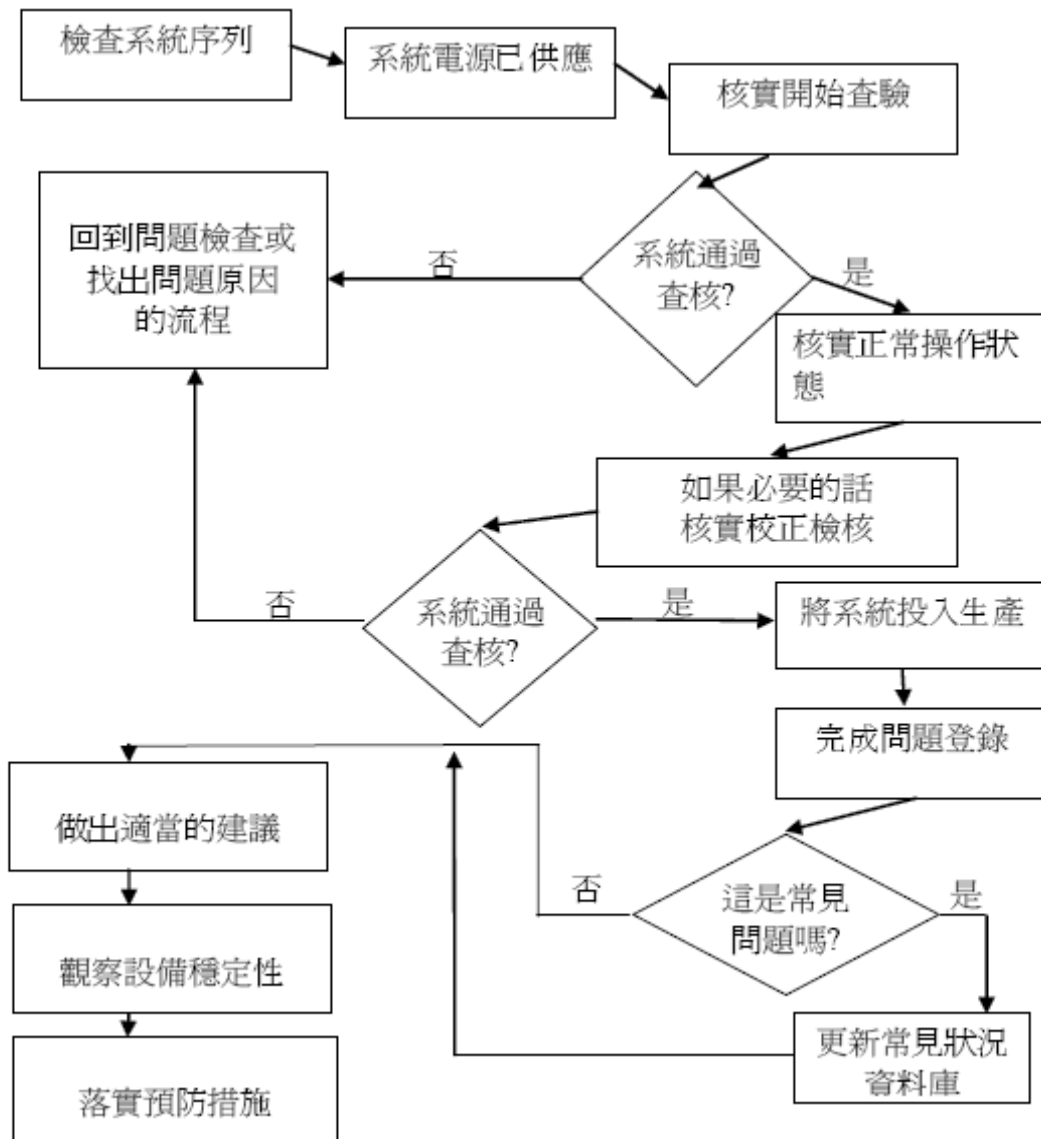 檢查系統序列
系統電源已供應
核實開始查驗
回到問題檢查或
找出問題原因
的流程
否
系統通過
查核?
是
核實正常操作狀
態
如果必要的話
核實校正檢核
否
系統通過
查核?
是
將系統投入生產
完成問題登錄
做出適當的建議
否
這是常見
問題嗎?
是
觀察設備穩定性
更新常見狀況
資料庫
落實預防措施